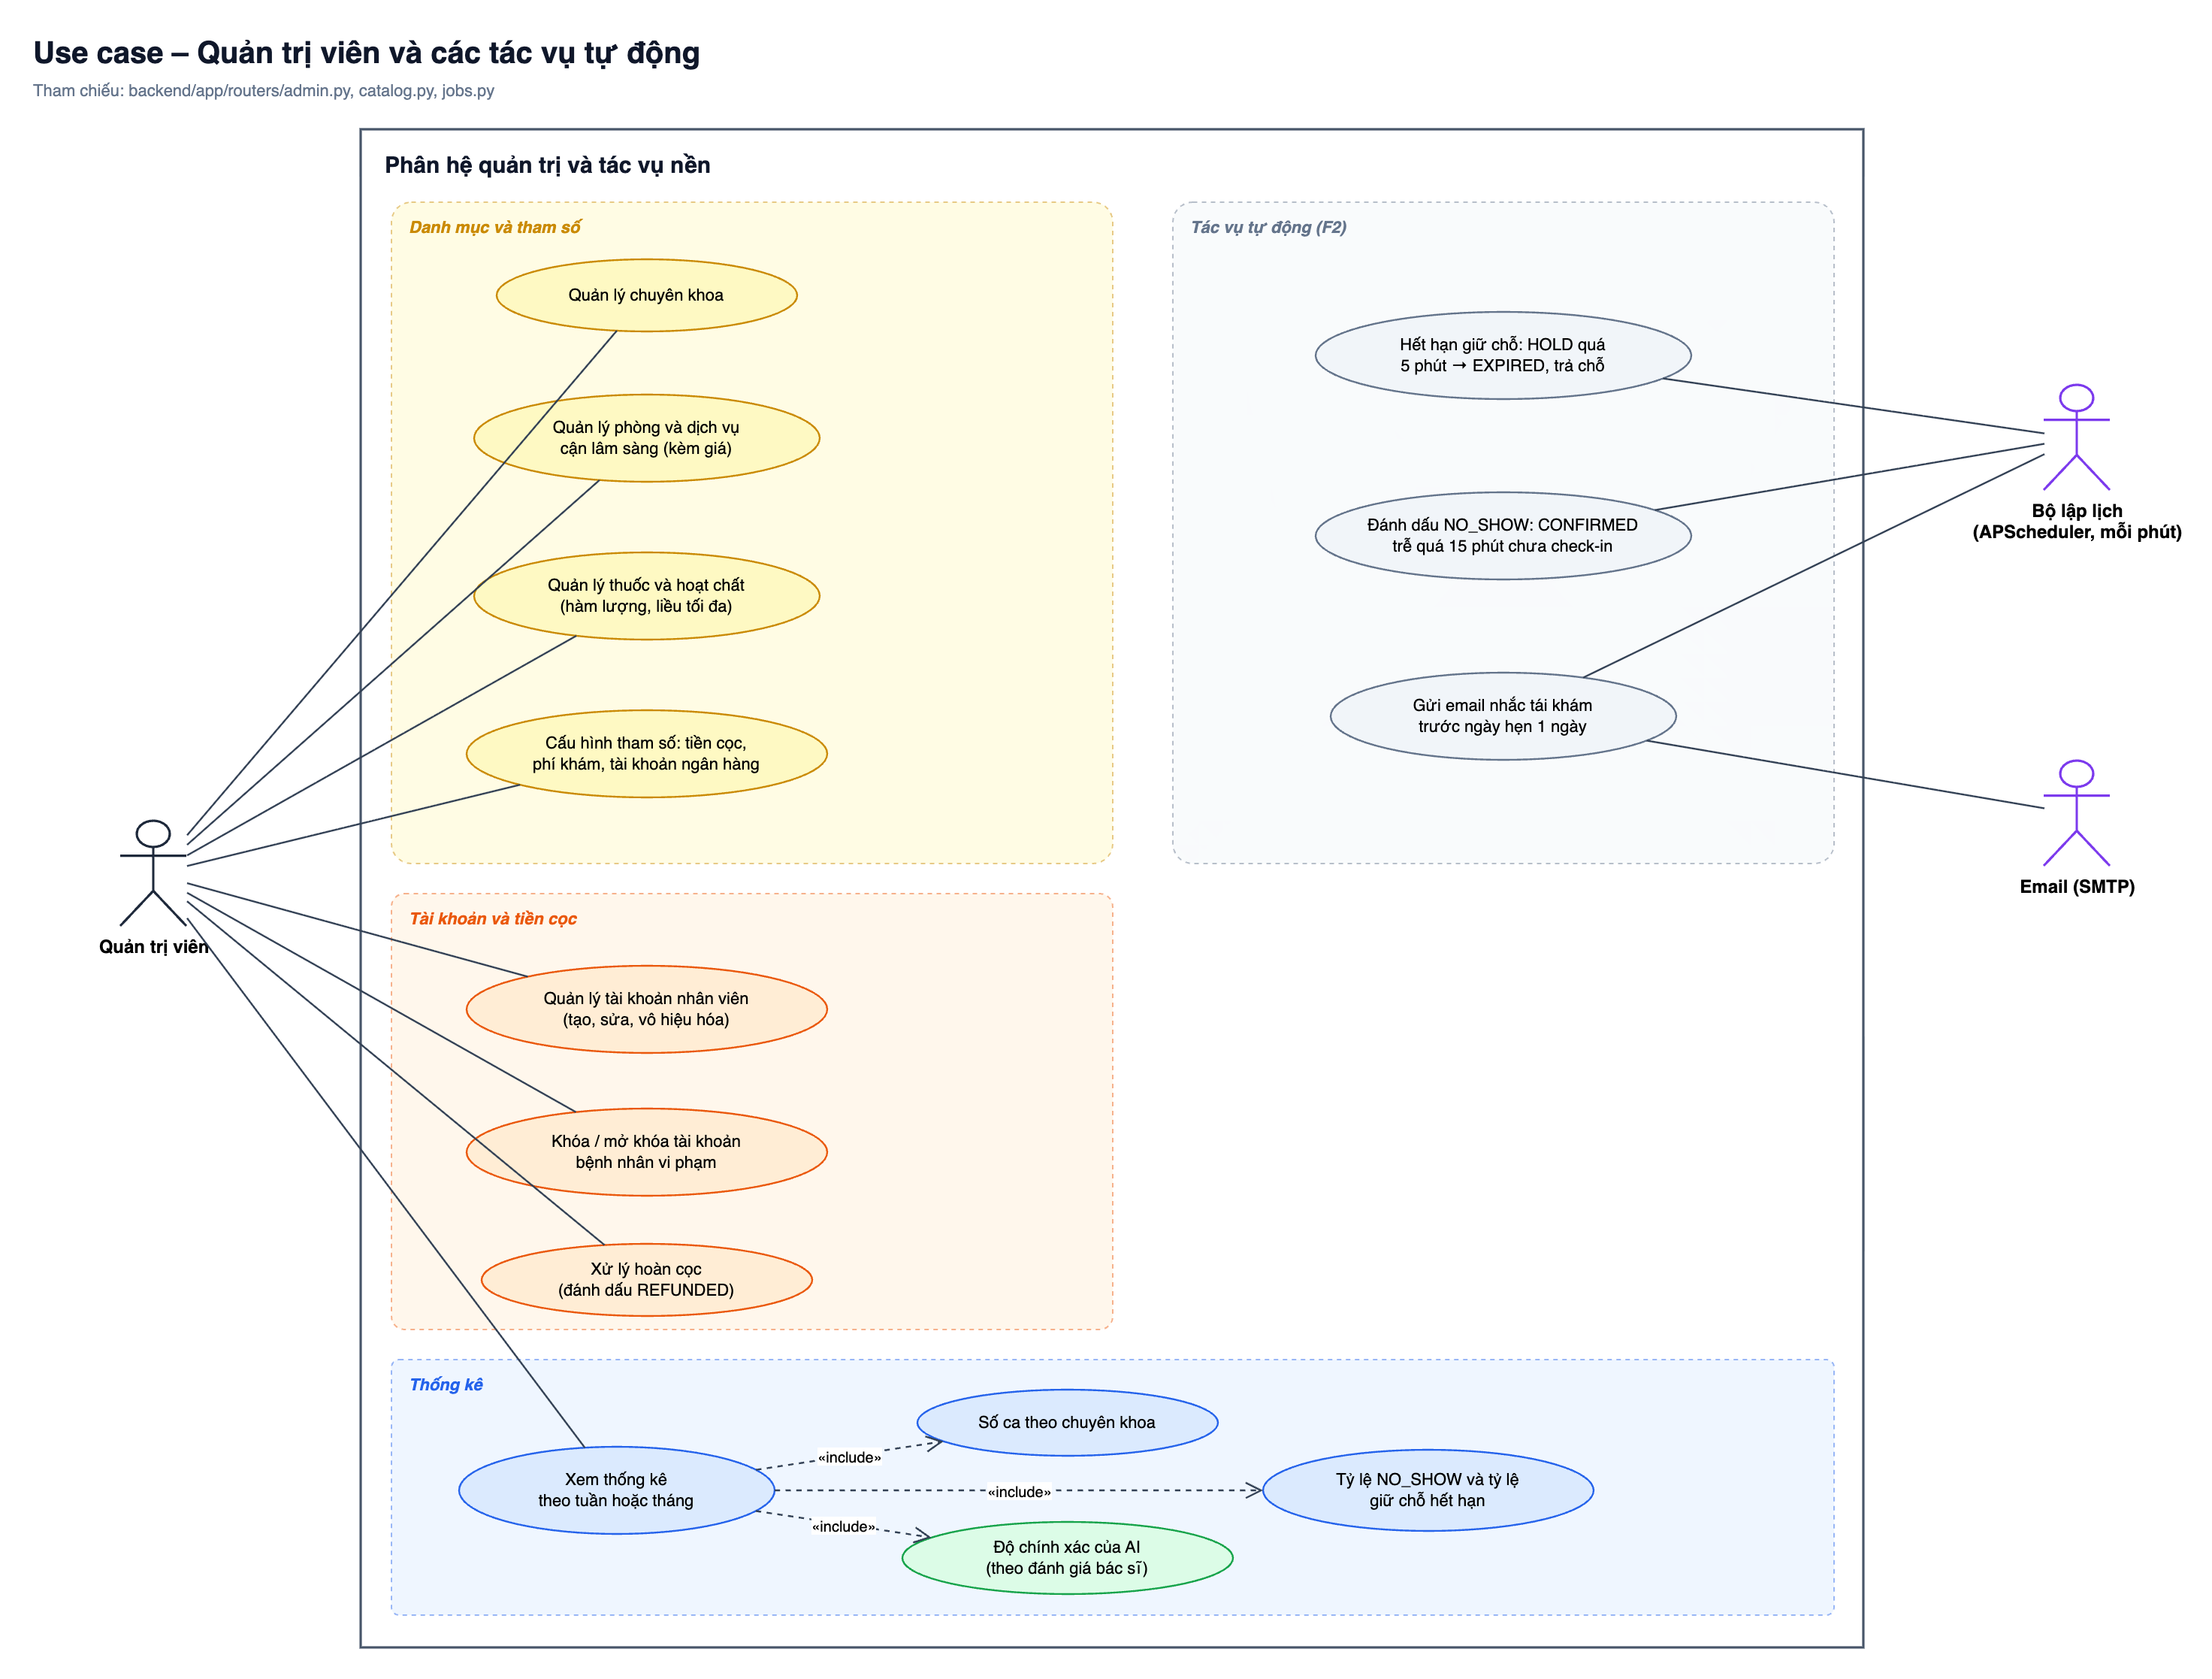 Use case – Quản trị viên và các tác vụ tự động
Tham chiếu: backend/app/routers/admin.py, catalog.py, jobs.py
Phân hệ quản trị và tác vụ nền
Danh mục và tham số
Quản lý chuyên khoa
Quản lý phòng và dịch vụ
cận lâm sàng (kèm giá)
Quản lý thuốc và hoạt chất
(hàm lượng, liều tối đa)
Cấu hình tham số: tiền cọc,
phí khám, tài khoản ngân hàng
Tác vụ tự động (F2)
Hết hạn giữ chỗ: HOLD quá
5 phút → EXPIRED, trả chỗ
Đánh dấu NO_SHOW: CONFIRMED
trễ quá 15 phút chưa check-in
Gửi email nhắc tái khám
trước ngày hẹn 1 ngày
Bộ lập lịch
(APScheduler, mỗi phút)
Email (SMTP)
Quản trị viên
Tài khoản và tiền cọc
Quản lý tài khoản nhân viên
(tạo, sửa, vô hiệu hóa)
Khóa / mở khóa tài khoản
bệnh nhân vi phạm
Xử lý hoàn cọc
(đánh dấu REFUNDED)
Thống kê
Xem thống kê
theo tuần hoặc tháng
«include»
«include»
«include»
Số ca theo chuyên khoa
Tỷ lệ NO_SHOW và tỷ lệ
giữ chỗ hết hạn
Độ chính xác của AI
(theo đánh giá bác sĩ)